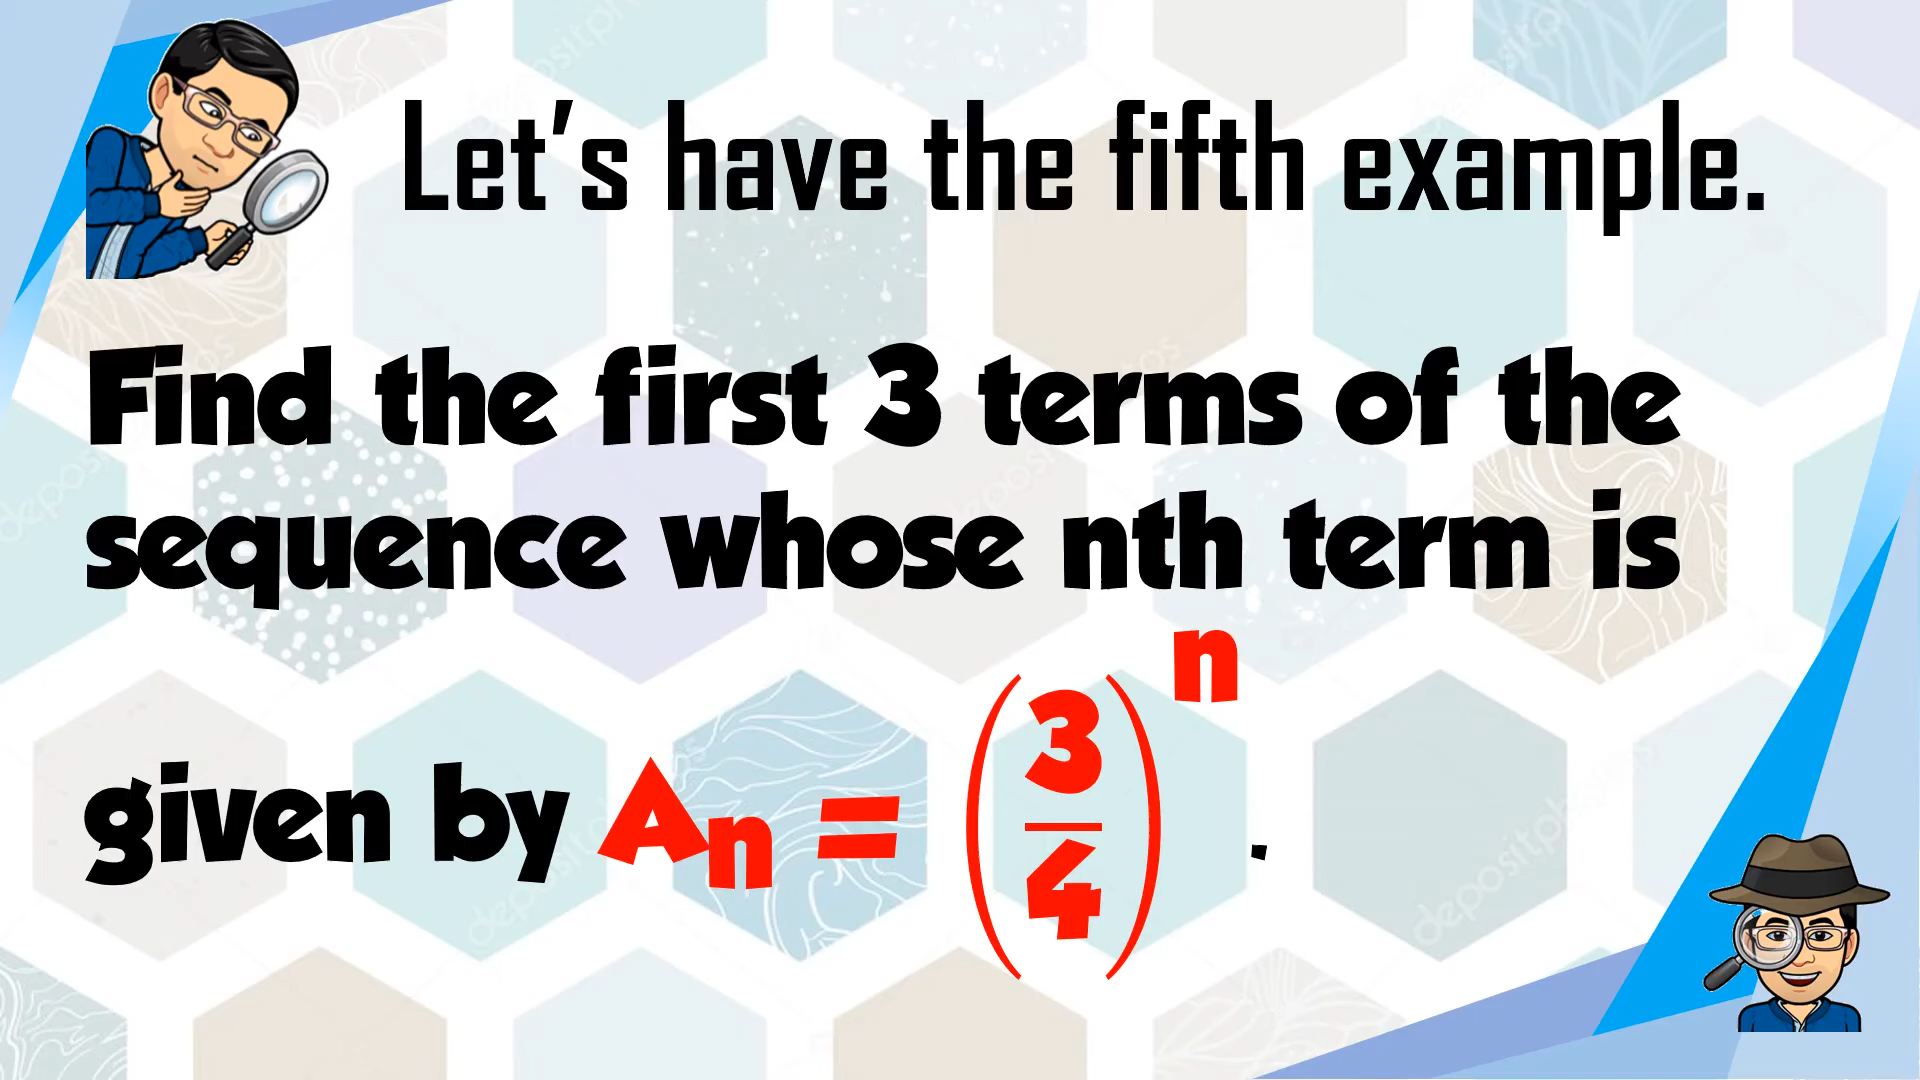 Let's have the fifth example.
Find the first 3 terms of the
sequence whose nth term is
given by An = (3/4)^n .
depositphotos